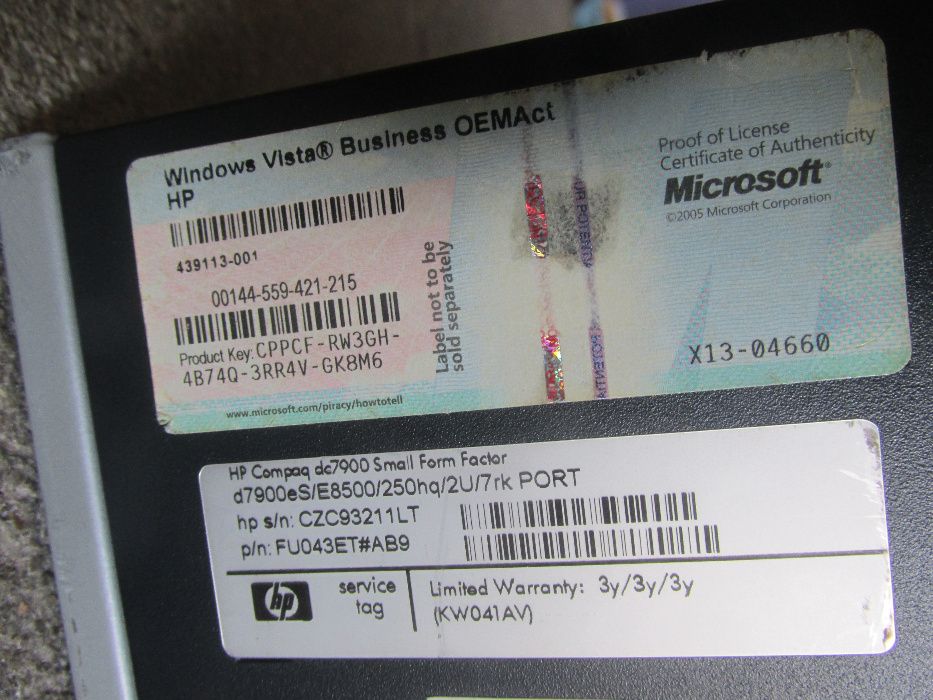 Windows Vista® Business OEMAct
HP
439113-001
00144-559-421-215
Product Key: CPPCF-RW3GH-
4B74Q-3RR4V-GK8M6
www.microsoft.com/piracy/howtotell
Label not to be
sold separately
Proof of License
Certificate of Authenticity
Microsoft®
©2005 Microsoft Corporation
X13-04660
HP Compaq dc7900 Small Form Factor
d7900eS/E8500/250hq/2U/7rk PORT
hp s/n: CZC93211LT
p/n: FU043ET#AB9
hp
service
tag
Limited Warranty: 3y/3y/3y
(KW041AV)